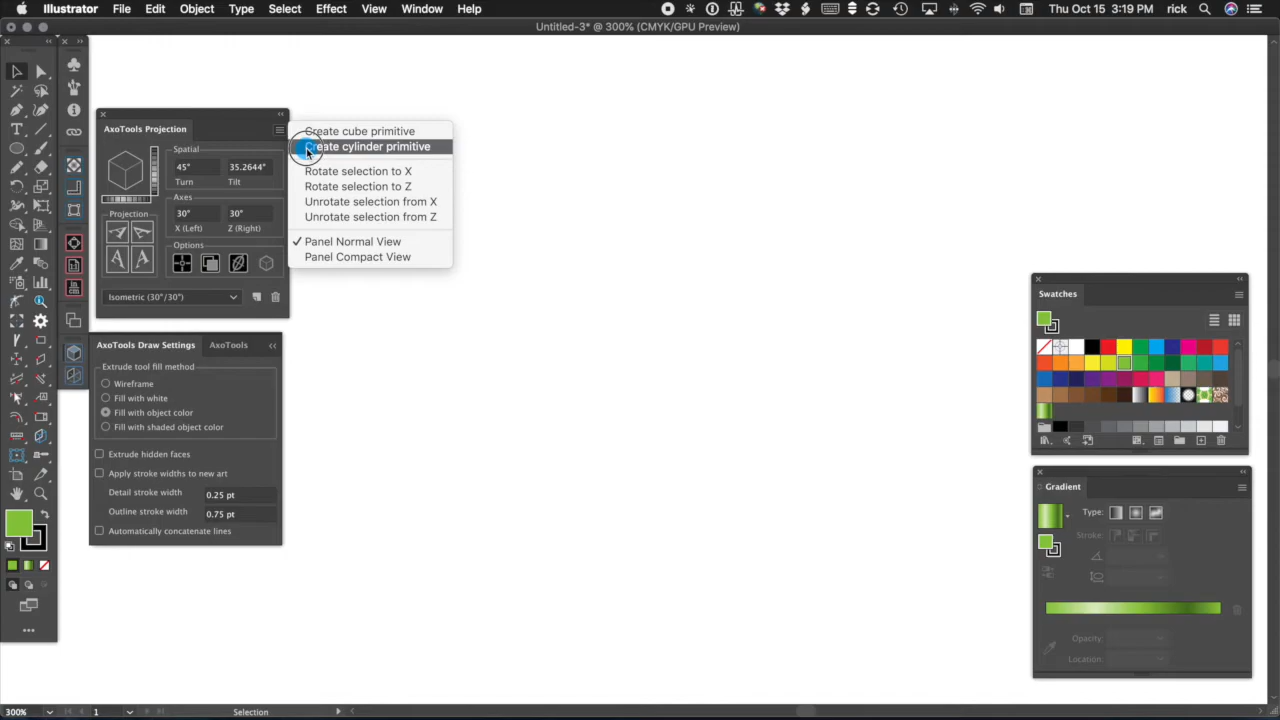 Illustrator File Edit Object Type Select Effect View Window Help Thu Oct 15 3:19 PM rick
Untitled-3* @ 300% (CMYK/GPU Preview)
AxoTools Projection
Spatial
45° 35.2644°
Turn Tilt
Axes
30° 30°
X (Left) Z (Right)
Projection
Options
Isometric (30°/30°)
Create cube primitive
Create cylinder primitive
Rotate selection to X
Rotate selection to Z
Unrotate selection from X
Unrotate selection from Z
Panel Normal View
Panel Compact View
AxoTools Draw Settings AxoTools
Extrude tool fill method
Wireframe
Fill with white
Fill with object color
Fill with shaded object color
Extrude hidden faces
Apply stroke widths to new art
Detail stroke width 0.25 pt
Outline stroke width 0.75 pt
Automatically concatenate lines
Swatches
Gradient
Type:
Stroke:
Opacity:
Location:
300% 1 Selection